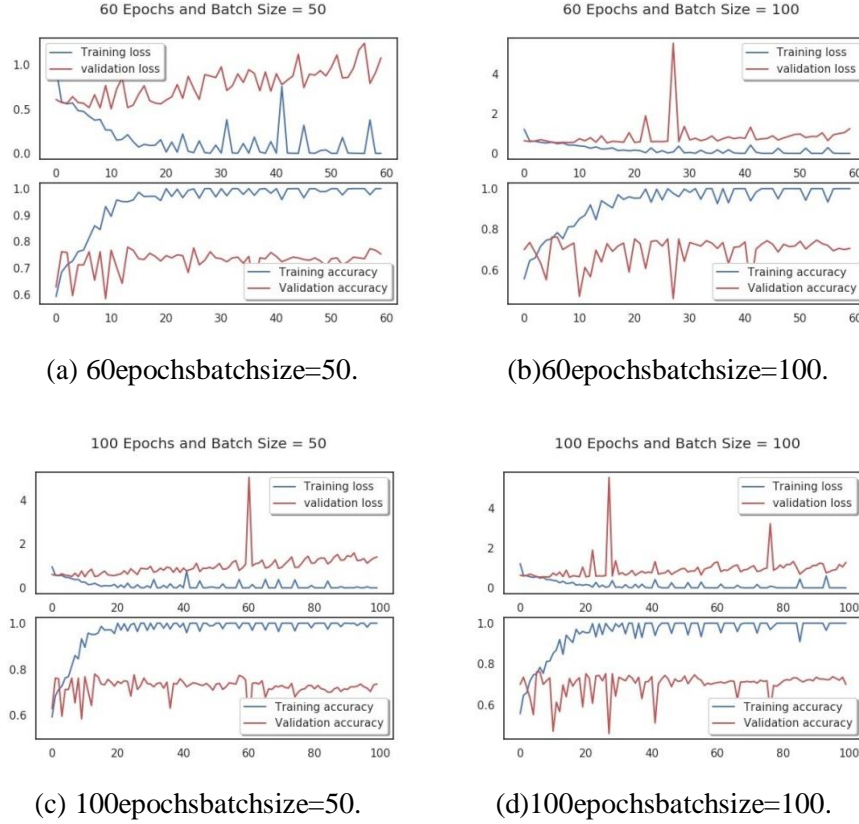 60 Epochs and Batch Size = 50
Training loss
validation loss
1.0
0.5
0.0
0 10 20 30 40 50 60
1.0
0.9
0.8
0.7
0.6
Training accuracy
Validation accuracy
0 10 20 30 40 50 60
(a) 60epochsbatchsize=50.
60 Epochs and Batch Size = 100
Training loss
validation loss
4
2
0
0 10 20 30 40 50 60
1.0
0.8
0.6
Training accuracy
Validation accuracy
0 10 20 30 40 50 60
(b)60epochsbatchsize=100.
100 Epochs and Batch Size = 50
Training loss
validation loss
4
2
0
0 20 40 60 80 100
1.0
0.8
0.6
Training accuracy
Validation accuracy
0 20 40 60 80 100
(c) 100epochsbatchsize=50.
100 Epochs and Batch Size = 100
Training loss
validation loss
4
2
0
0 20 40 60 80 100
1.0
0.8
0.6
Training accuracy
Validation accuracy
0 20 40 60 80 100
(d)100epochsbatchsize=100.